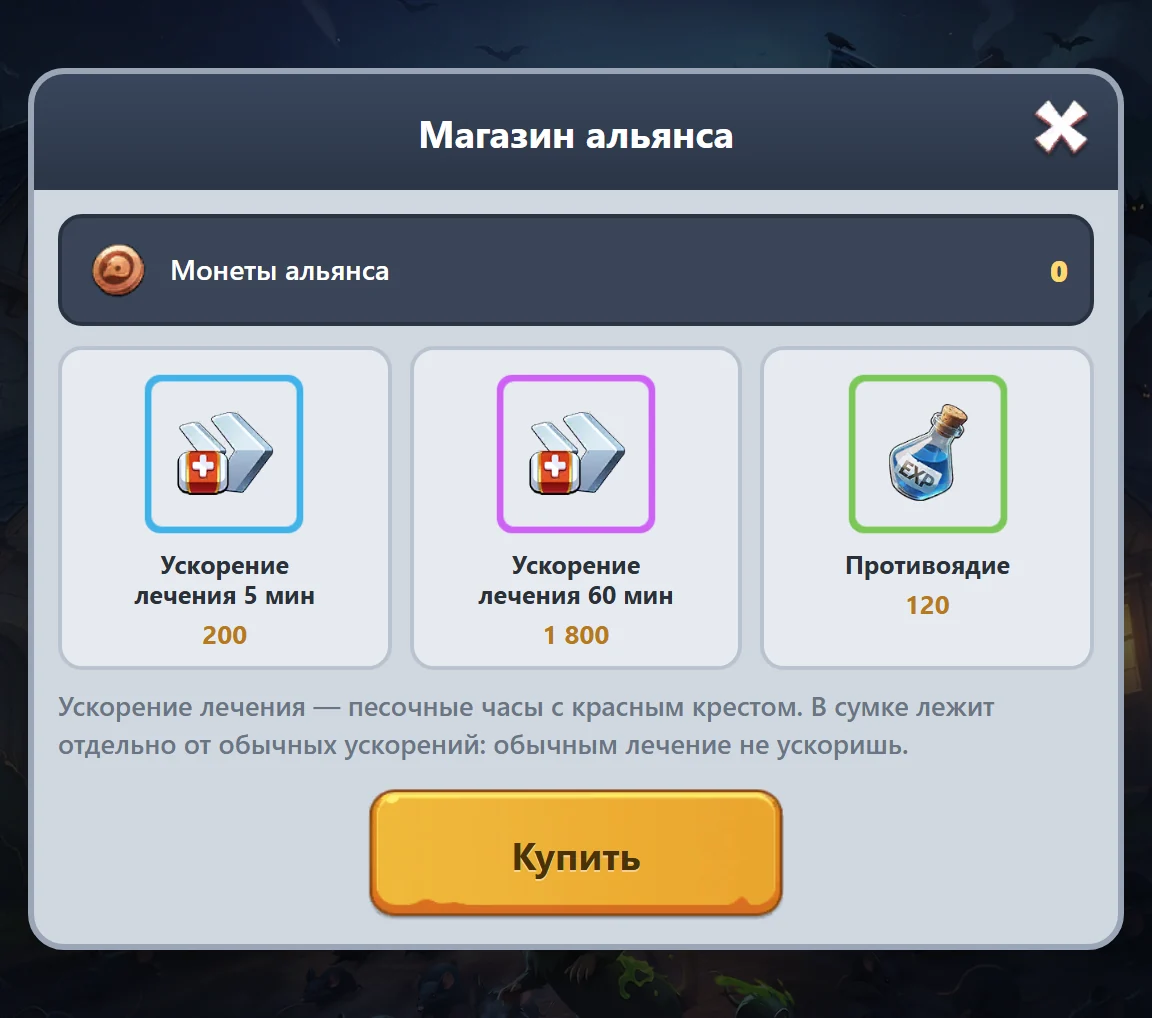 Магазин альянса
Монеты альянса
0
Ускорение
лечения 5 мин
200
Ускорение
лечения 60 мин
1 800
EXP
Противоядие
120
Ускорение лечения — песочные часы с красным крестом. В сумке лежит
отдельно от обычных ускорений: обычным лечение не ускоришь.
Купить